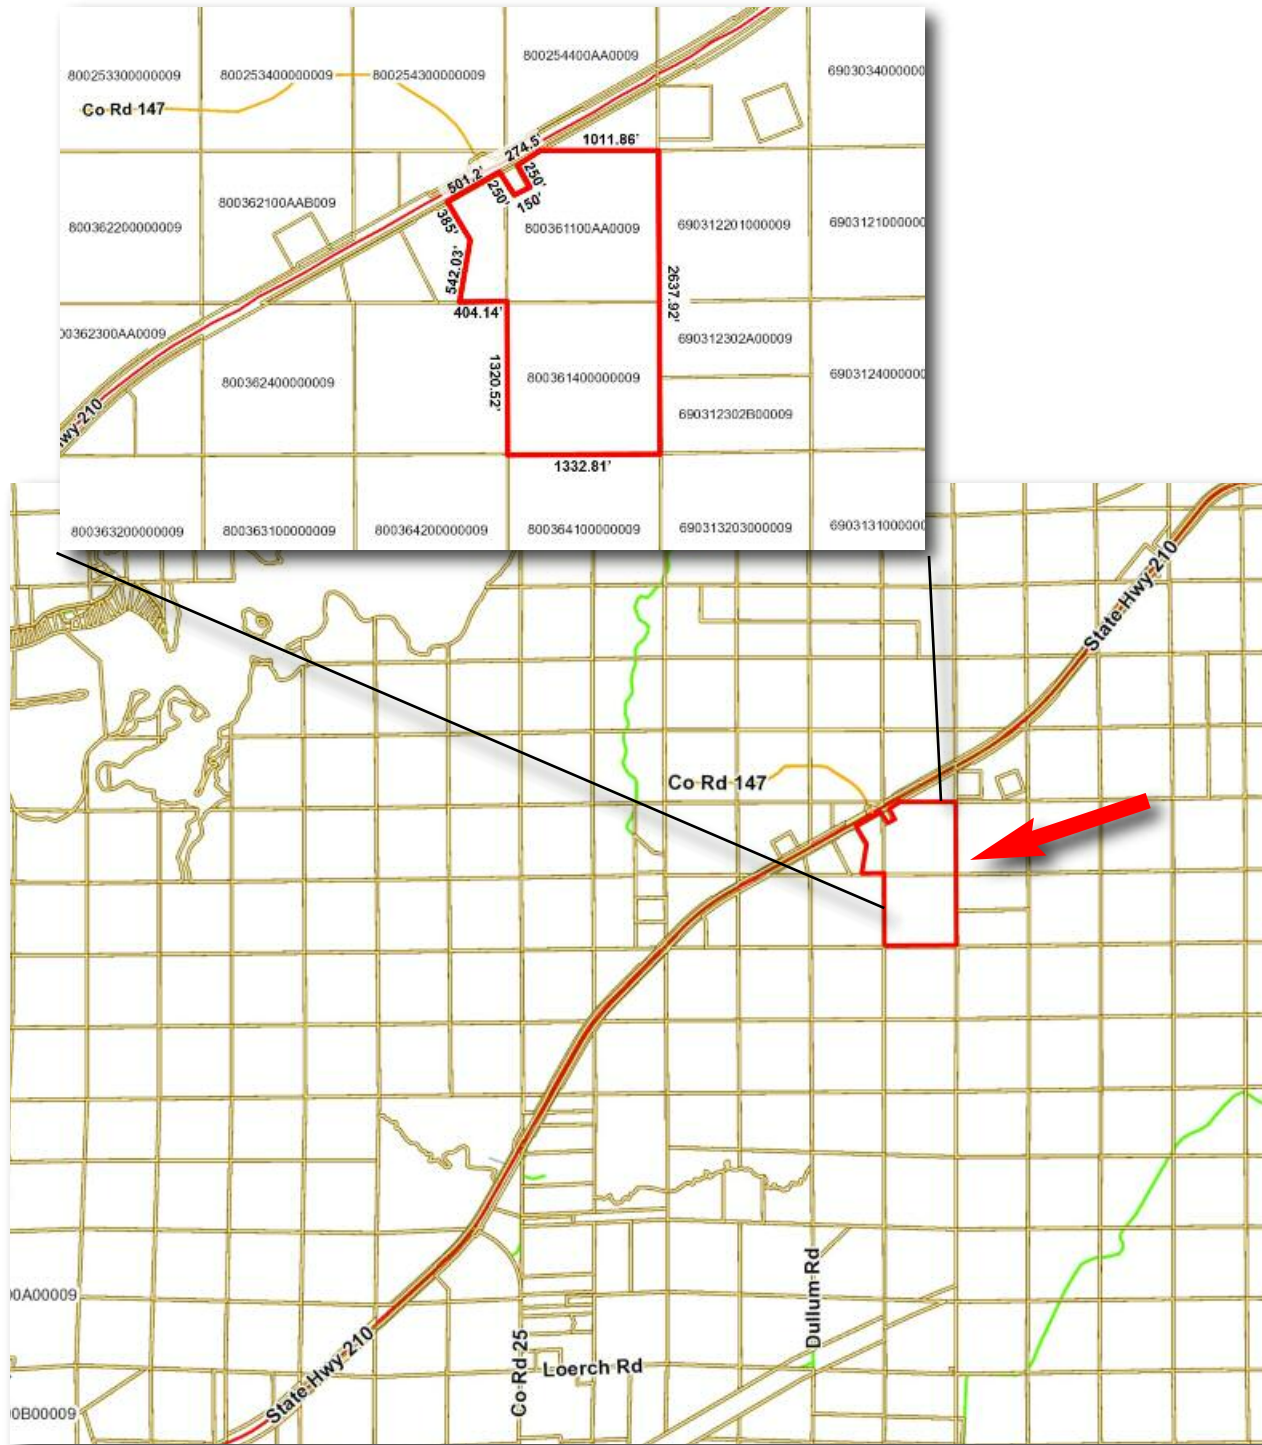 800254400AA0009
800253300000009
800253400000009
800254300000009
6903034000000
Co Rd 147
274.5'
1011.86'
501.2'
250'
250'
150'
800362100AAB009
385'
800362200000009
800361100AA0009
690312201000009
6903121000000
542.03'
2637.92'
404.14'
00362300AA0009
690312302A00009
1320.52'
800362400000009
800361400000009
6903124000000
690312302B00009
wy 210
1332.81'
800363200000009
800363100000009
800364200000009
800364100000009
690313203000009
6903131000000
State Hwy 210
Co Rd 147
Dullum Rd
0A00009
State Hwy 210
Co Rd 25
Loerch Rd
0B00009